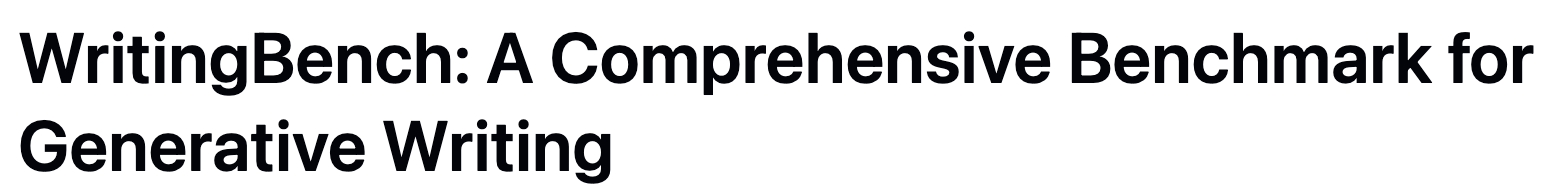 WritingBench: A Comprehensive Benchmark for
Generative Writing